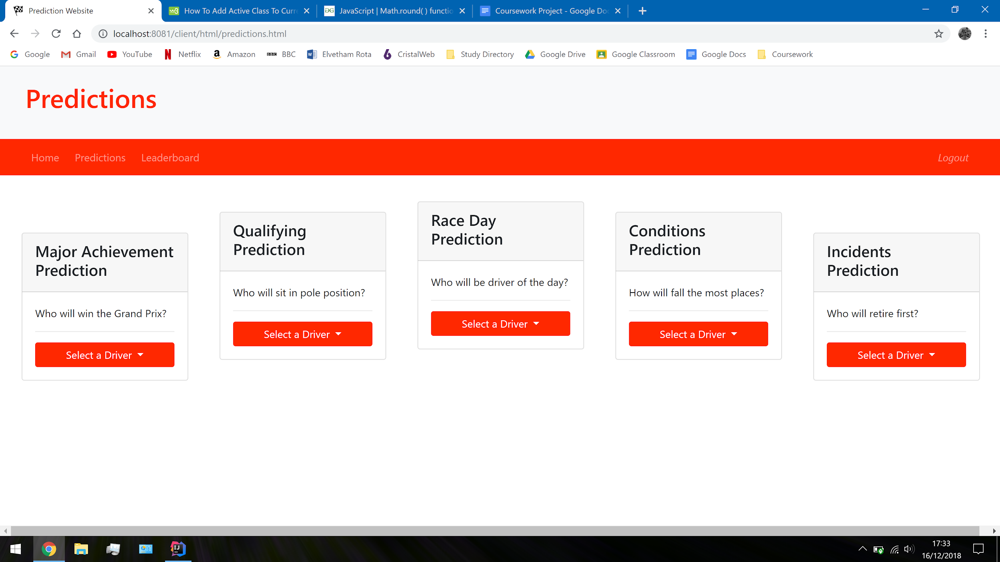 Prediction Website
How To Add Active Class To Curre
JavaScript | Math.round( ) functio
Coursework Project - Google Doc
localhost:8081/client/html/predictions.html
Google
Gmail
YouTube
Netflix
Amazon
BBC
BBC
Elvetham Rota
CristalWeb
Study Directory
Google Drive
Google Classroom
Google Docs
Coursework
Predictions
Home
Predictions
Leaderboard
Logout
Major Achievement
Prediction
Who will win the Grand Prix?
Select a Driver
Qualifying
Prediction
Who will sit in pole position?
Select a Driver
Race Day
Prediction
Who will be driver of the day?
Select a Driver
Conditions
Prediction
How will fall the most places?
Select a Driver
Incidents
Prediction
Who will retire first?
Select a Driver
IJ
17:33
16/12/2018